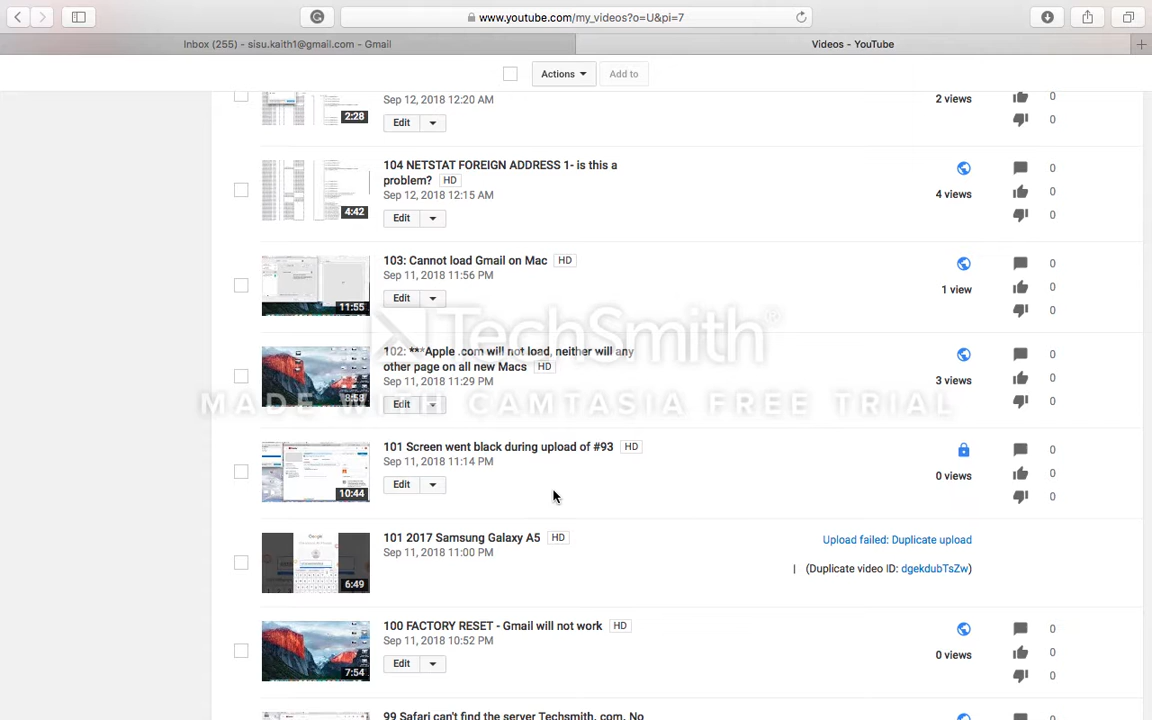 www.youtube.com/my_videos?o=U&pi=7
Inbox (255) - sisu.kaith1@gmail.com - Gmail
Videos - YouTube
Actions
Add to
2:28
Sep 12, 2018 12:20 AM
Edit
2 views
0
0
4:42
104 NETSTAT FOREIGN ADDRESS 1- is this a
problem? HD
Sep 12, 2018 12:15 AM
Edit
4 views
0
0
0
11:55
103: Cannot load Gmail on Mac HD
Sep 11, 2018 11:56 PM
Edit
1 view
0
0
0
TechSmith®
MADE WITH CAMTASIA FREE TRIAL
8:58
102: ***Apple .com will not load, neither will any
other page on all new Macs HD
Sep 11, 2018 11:29 PM
Edit
3 views
0
0
0
10:44
101 Screen went black during upload of #93 HD
Sep 11, 2018 11:14 PM
Edit
0 views
0
0
0
6:49
101 2017 Samsung Galaxy A5 HD
Sep 11, 2018 11:00 PM
Upload failed: Duplicate upload
| (Duplicate video ID: dgekdubTsZw)
7:54
100 FACTORY RESET - Gmail will not work HD
Sep 11, 2018 10:52 PM
Edit
0 views
0
0
0
99 Safari can't find the server Techsmith. com. No
0